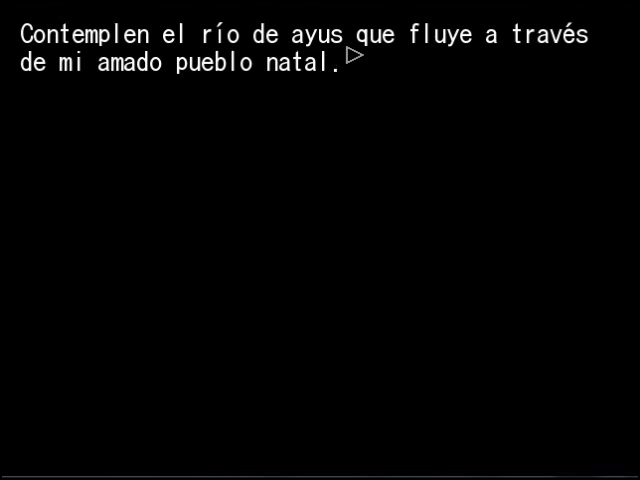 Contemplen el río de ayus que fluye a través
de mi amado pueblo natal.